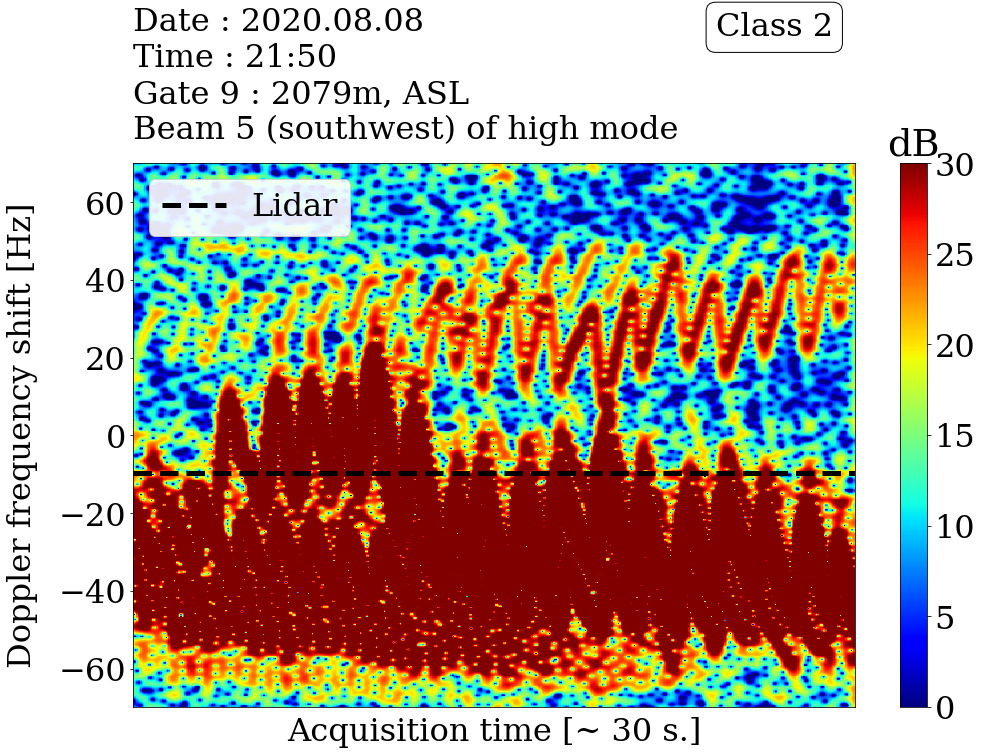 Date : 2020.08.08
Time : 21:50
Gate 9 : 2079m, ASL
Beam 5 (southwest) of high mode
Class 2
dB
Lidar
Doppler frequency shift [Hz]
60
40
20
0
−20
−40
−60
Acquisition time [~ 30 s.]
30
25
20
15
10
5
0